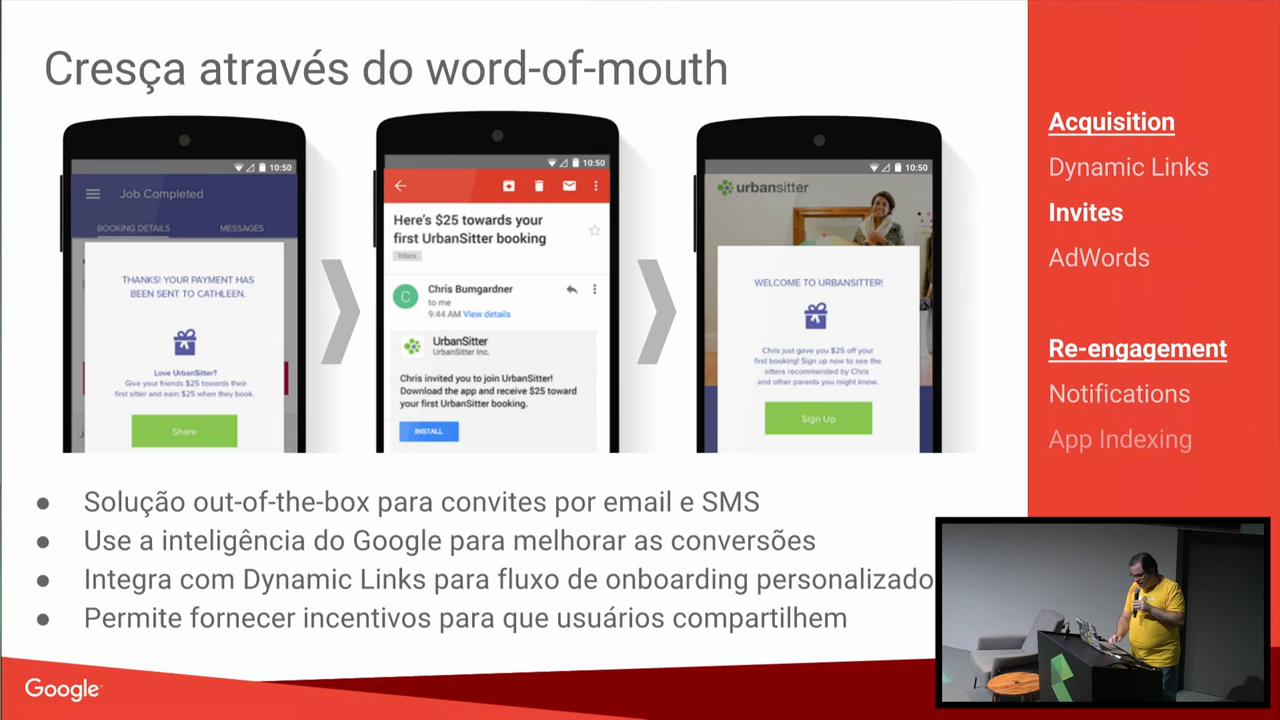 Cresça através do word-of-mouth
10:50
Job Completed
BOOKING DETAILS
MESSAGES
THANKS! YOUR PAYMENT HAS
BEEN SENT TO CATHLEEN.
Love UrbanSitter?
Give your friends $25 towards their
first sitter and earn $25 when they book.
Share
10:50
Here's $25 towards your
first UrbanSitter booking
Inbox
C
Chris Bumgardner
to me
9:44 AM View details
UrbanSitter
UrbanSitter Inc.
Chris invited you to join UrbanSitter!
Download the app and receive $25 toward
your first UrbanSitter booking.
INSTALL
10:50
urbansitter
WELCOME TO URBANSITTER!
Chris just gave you $25 off your
first booking! Sign up now to see the
sitters recommended by Chris
and other parents you might know.
Sign Up
Acquisition
Dynamic Links
Invites
AdWords
Re-engagement
Notifications
App Indexing
● Solução out-of-the-box para convites por email e SMS
● Use a inteligência do Google para melhorar as conversões
● Integra com Dynamic Links para fluxo de onboarding personalizado
● Permite fornecer incentivos para que usuários compartilhem
Google